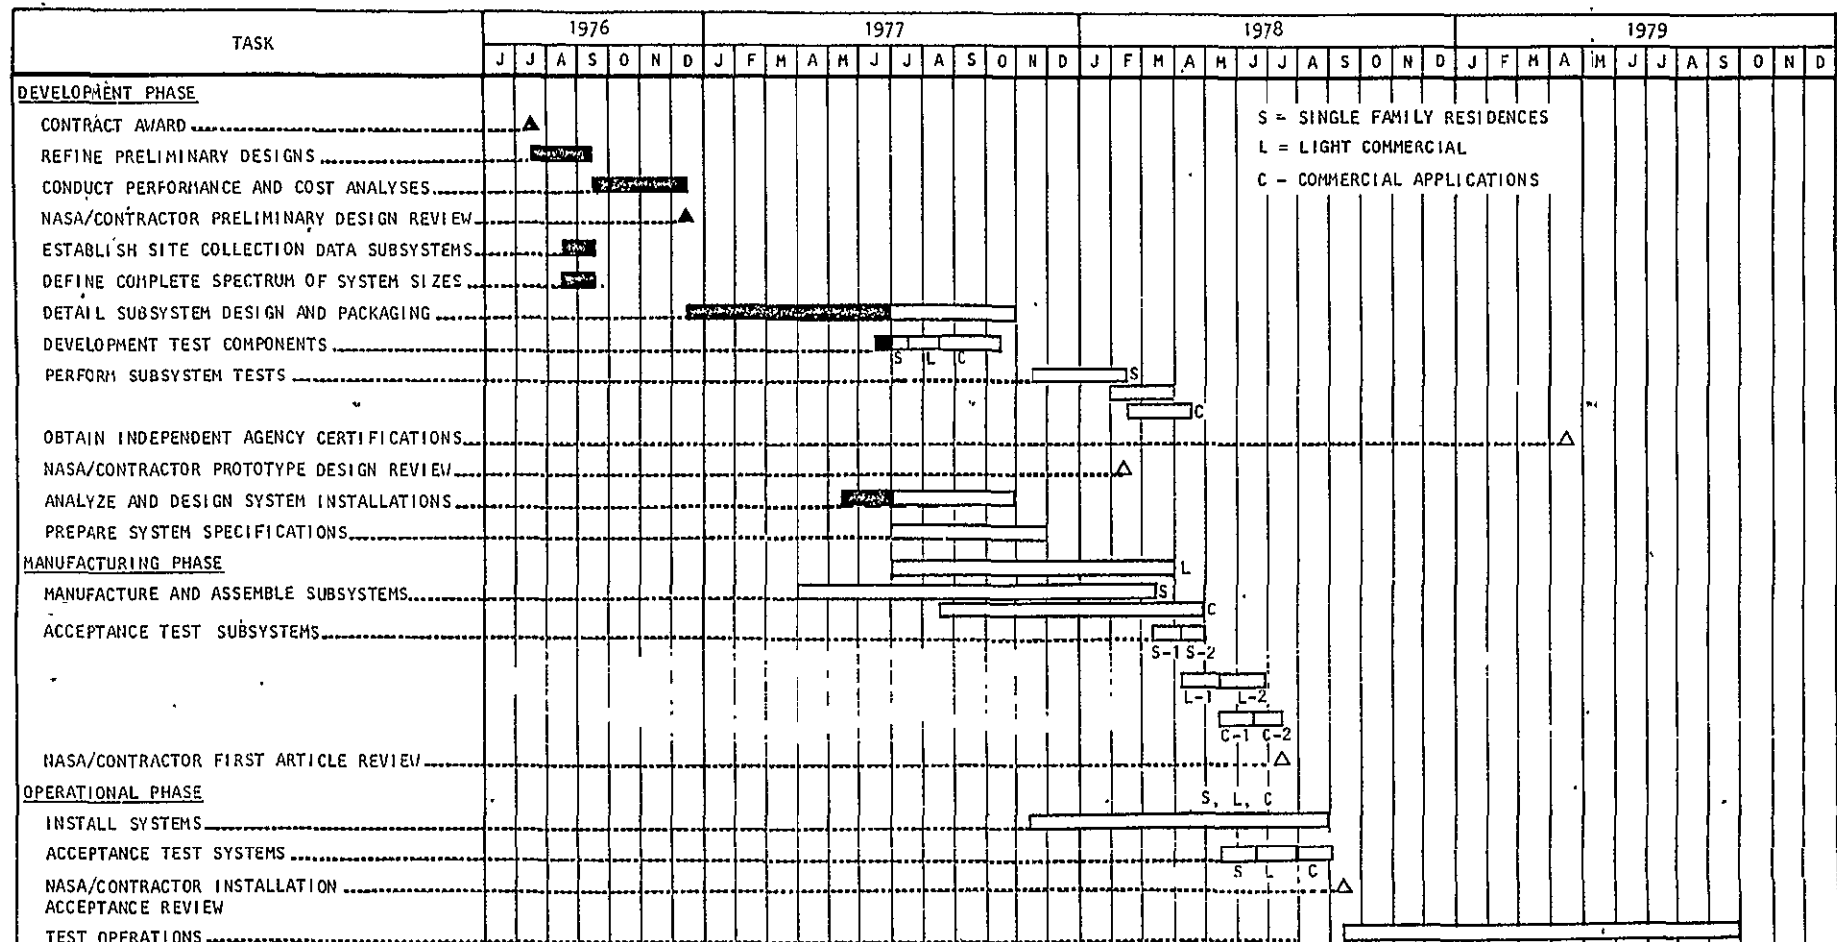 TASK
1976 1977 1978 1979
J J A S O N D J F M A M J J A S O N D J F M A M J J A S O N D J F M A M J J A S O N D
DEVELOPMENT PHASE
S = SINGLE FAMILY RESIDENCES
CONTRACT AWARD
L = LIGHT COMMERCIAL
REFINE PRELIMINARY DESIGNS
C - COMMERCIAL APPLICATIONS
CONDUCT PERFORMANCE AND COST ANALYSES
NASA/CONTRACTOR PRELIMINARY DESIGN REVIEW
ESTABLISH SITE COLLECTION DATA SUBSYSTEMS
DEFINE COMPLETE SPECTRUM OF SYSTEM SIZES
DETAIL SUBSYSTEM DESIGN AND PACKAGING
DEVELOPMENT TEST COMPONENTS
S L C
PERFORM SUBSYSTEM TESTS S
C
OBTAIN INDEPENDENT AGENCY CERTIFICATIONS
NASA/CONTRACTOR PROTOTYPE DESIGN REVIEW
ANALYZE AND DESIGN SYSTEM INSTALLATIONS
PREPARE SYSTEM SPECIFICATIONS
MANUFACTURING PHASE L
MANUFACTURE AND ASSEMBLE SUBSYSTEMS S
C
ACCEPTANCE TEST SUBSYSTEMS
S-1 S-2
L-1 L-2
C-1 C-2
NASA/CONTRACTOR FIRST ARTICLE REVIEW
OPERATIONAL PHASE
S, L, C
INSTALL SYSTEMS
ACCEPTANCE TEST SYSTEMS
S L C
NASA/CONTRACTOR INSTALLATION
ACCEPTANCE REVIEW
TEST OPERATIONS